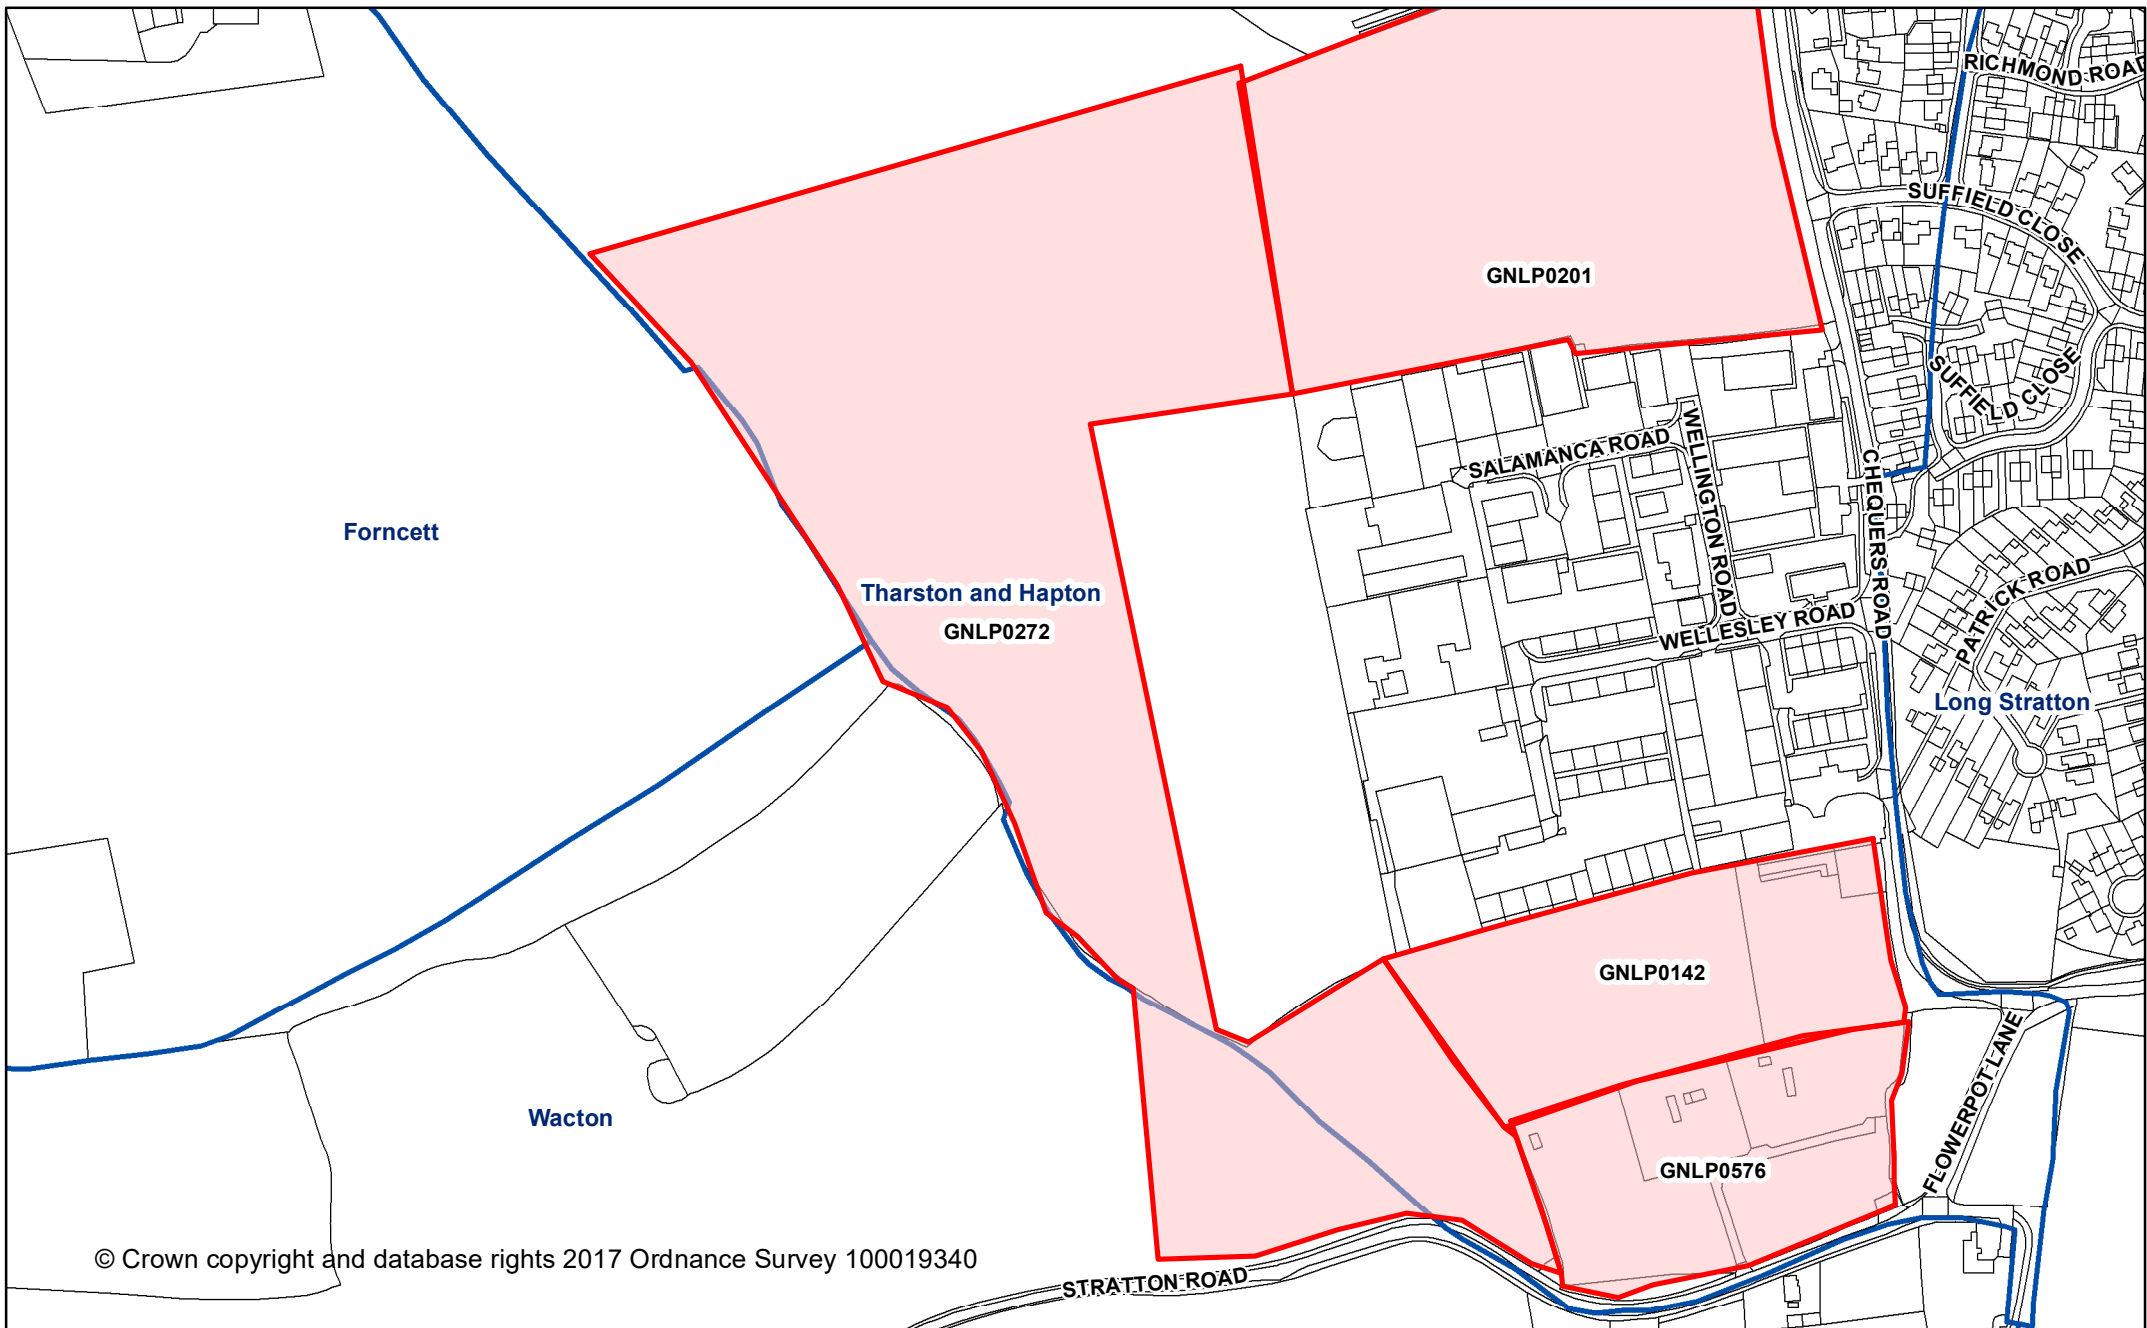 RICHMOND ROAD
SUFFIELD CLOSE
GNLP0201
SUFFIELD CLOSE
SALAMANCA ROAD
WELLINGTON ROAD
CHEQUERS ROAD
Forncett
Tharston and Hapton
GNLP0272
PATRICK ROAD
WELLESLEY ROAD
Long Stratton
GNLP0142
FLOWERPOT LANE
Wacton
GNLP0576
© Crown copyright and database rights 2017 Ordnance Survey 100019340
STRATTON ROAD